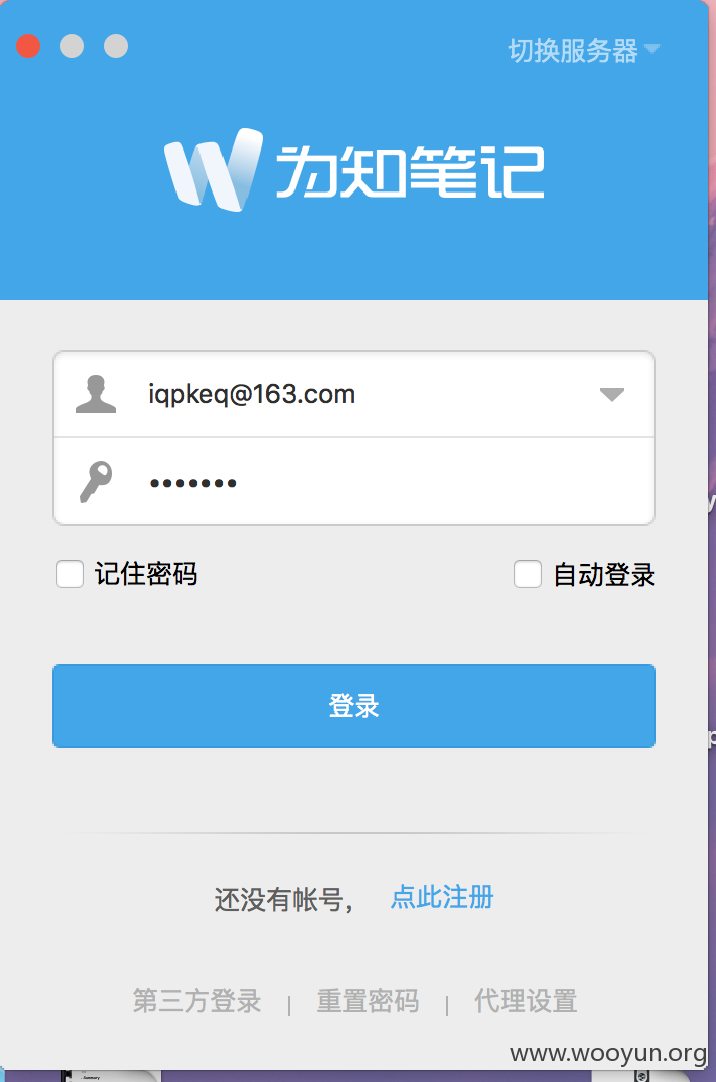 切换服务器
为知笔记
iqpkeq@163.com
•••••••
记住密码
自动登录
登录
还没有帐号，
点此注册
第三方登录 | 重置密码 | 代理设置
www.wooyun.org
Summary